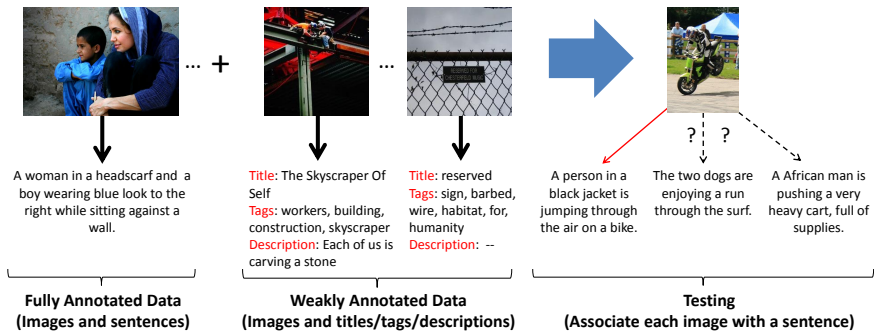 ... +
...
? ?
RESERVED FOR
A woman in a headscarf and a
boy wearing blue look to the
right while sitting against a
wall.
Title: The Skyscraper Of
Self
Tags: workers, building,
construction, skyscraper
Description: Each of us is
carving a stone
Title: reserved
Tags: sign, barbed,
wire, habitat, for,
humanity
Description: --
A person in a
black jacket is
jumping through
the air on a bike.
The two dogs are
enjoying a run
through the surf.
A African man is
pushing a very
heavy cart, full of
supplies.
Fully Annotated Data
(Images and sentences)
Weakly Annotated Data
(Images and titles/tags/descriptions)
Testing
(Associate each image with a sentence)